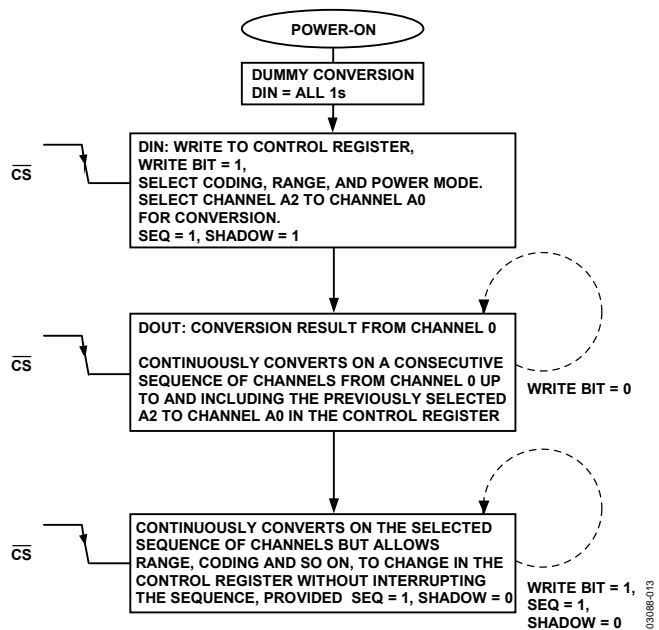 POWER-ON
DUMMY CONVERSION
DIN = ALL 1s
CS
DIN: WRITE TO CONTROL REGISTER,
WRITE BIT = 1,
SELECT CODING, RANGE, AND POWER MODE.
SELECT CHANNEL A2 TO CHANNEL A0
FOR CONVERSION.
SEQ = 1, SHADOW = 1
CS
DOUT: CONVERSION RESULT FROM CHANNEL 0
CONTINUOUSLY CONVERTS ON A CONSECUTIVE
SEQUENCE OF CHANNELS FROM CHANNEL 0 UP
TO AND INCLUDING THE PREVIOUSLY SELECTED
A2 TO CHANNEL A0 IN THE CONTROL REGISTER
WRITE BIT = 0
CS
CONTINUOUSLY CONVERTS ON THE SELECTED
SEQUENCE OF CHANNELS BUT ALLOWS
RANGE, CODING AND SO ON, TO CHANGE IN THE
CONTROL REGISTER WITHOUT INTERRUPTING
THE SEQUENCE, PROVIDED SEQ = 1, SHADOW = 0
WRITE BIT = 1,
SEQ = 1,
SHADOW = 0
03088-013